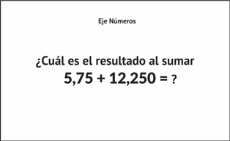 Eje Números
¿Cuál es el resultado al sumar
5,75 + 12,250 = ?